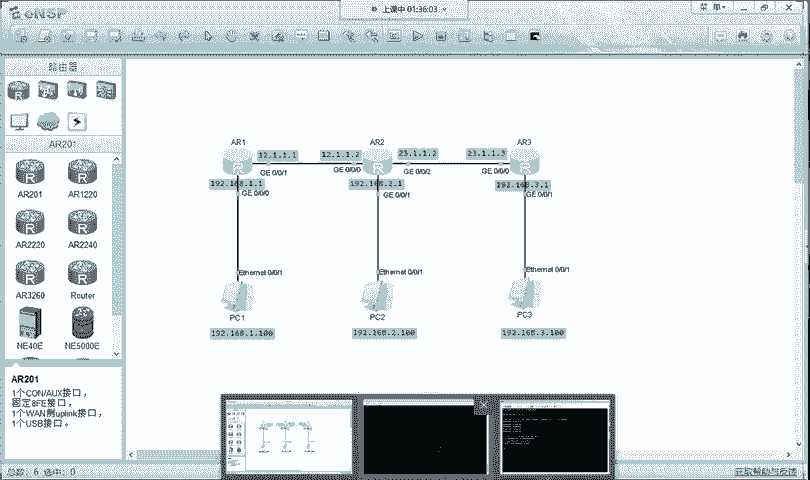 eNSP
上课中 01:36:03
菜 单
路由器
AR201
AR201
AR1220
AR2220
AR2240
AR3260
Router
NE40E
NE5000E
AR201
1个CON/AUX接口，
固定8FE接口，
1个WAN侧uplink接口，
1个USB接口。
AR1
AR2
AR3
12.1.1.1
12.1.1.2
23.1.1.2
23.1.1.3
GE 0/0/1
GE 0/0/0
GE 0/0/2
GE 0/0/0
192.168.1.1
192.168.2.1
192.168.3.1
GE 0/0/0
GE 0/0/1
GE 0/0/1
Ethernet 0/0/1
Ethernet 0/0/1
Ethernet 0/0/1
PC1
PC2
PC3
192.168.1.100
192.168.2.100
192.168.3.100
总数: 6 选中: 0
获取帮助与反馈